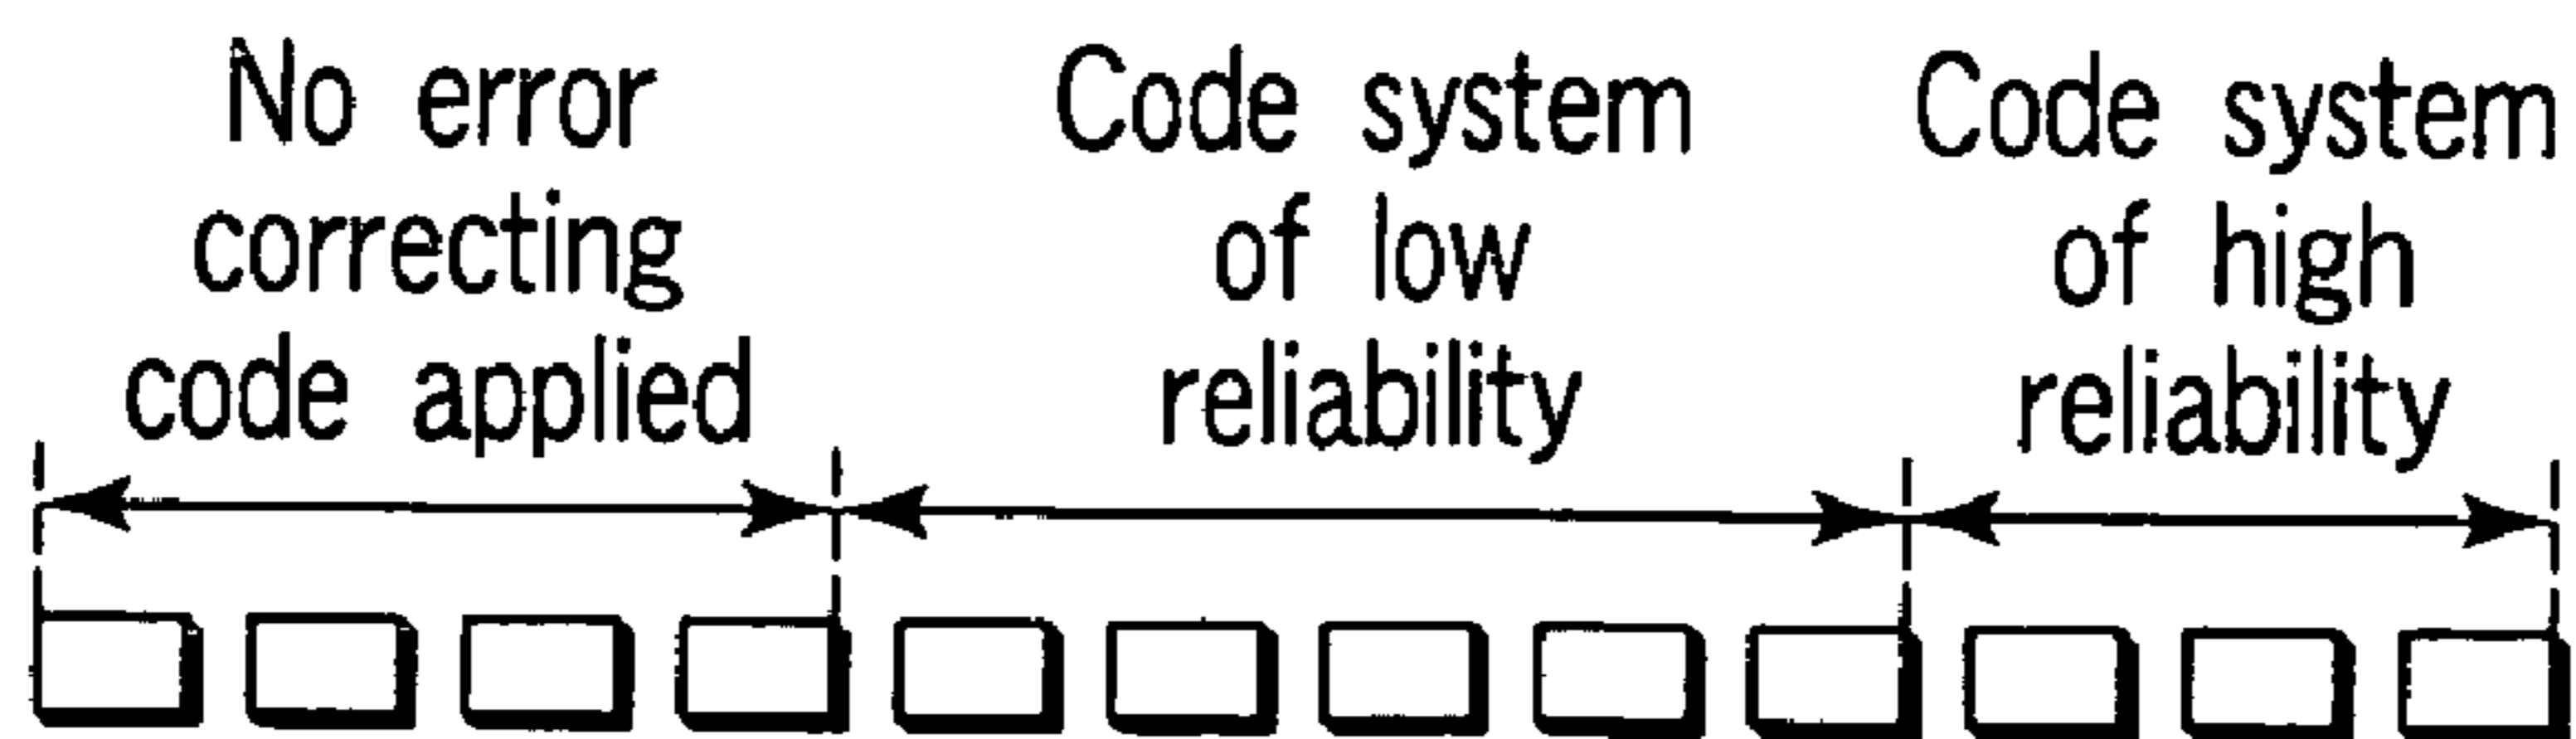 No error
correcting
code applied
Code system
of low
reliability
Code system
of high
reliability